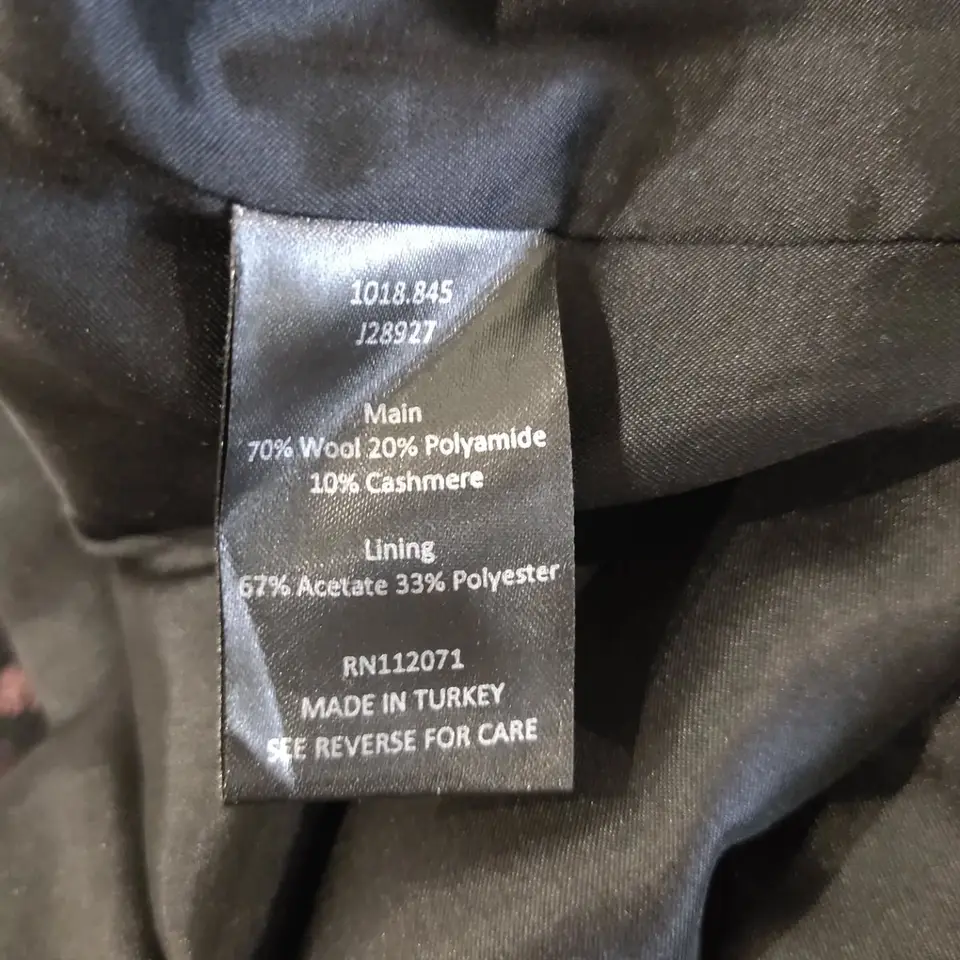 1018.845
J28927
Main
70% Wool 20% Polyamide
10% Cashmere
Lining
67% Acetate 33% Polyester
RN112071
MADE IN TURKEY
SEE REVERSE FOR CARE